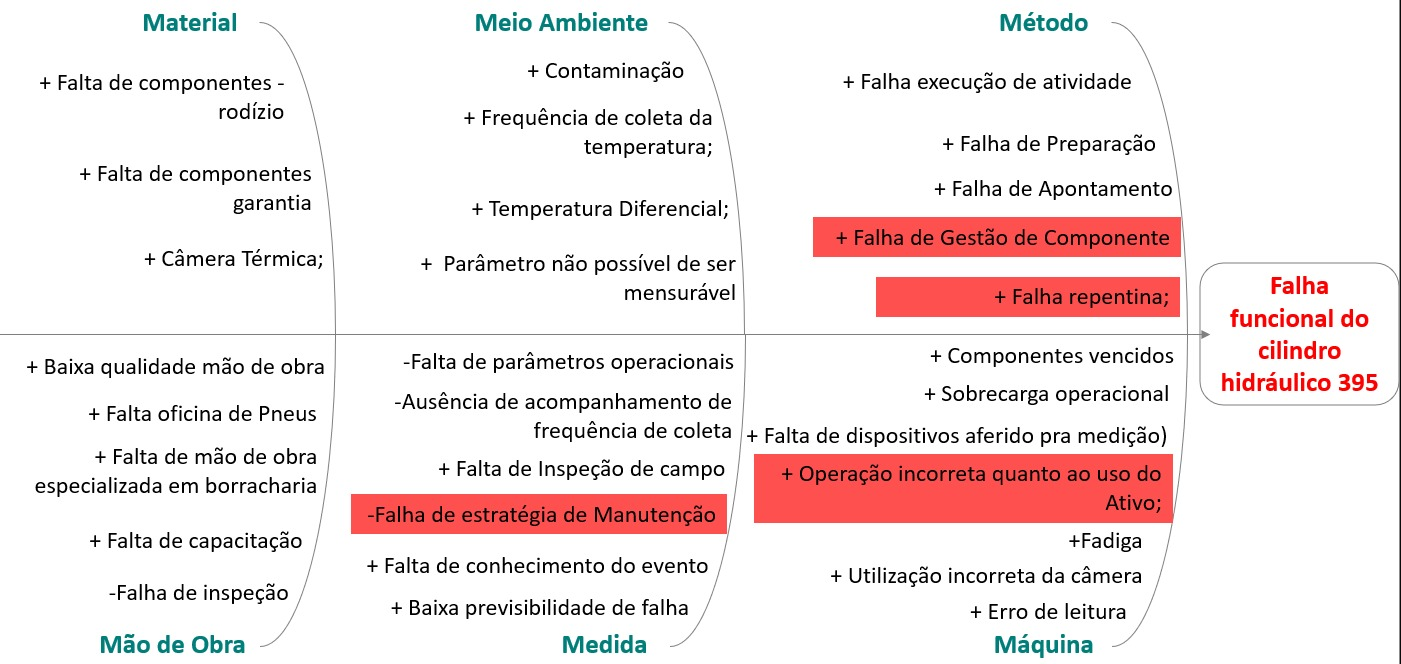 Material
+ Falta de componentes -
rodízio
+ Falta de componentes
garantia
+ Câmera Térmica;
Meio Ambiente
+ Contaminação
+ Frequência de coleta da
temperatura;
+ Temperatura Diferencial;
+ Parâmetro não possível de ser
mensurável
Método
+ Falha execução de atividade
+ Falha de Preparação
+ Falha de Apontamento
+ Falha de Gestão de Componente
+ Falha repentina;
Falha
funcional do
cilindro
hidráulico 395
+ Baixa qualidade mão de obra
+ Falta oficina de Pneus
+ Falta de mão de obra
especializada em borracharia
+ Falta de capacitação
-Falha de inspeção
Mão de Obra
-Falta de parâmetros operacionais
-Ausência de acompanhamento de
frequência de coleta
+ Falta de Inspeção de campo
-Falha de estratégia de Manutenção
+ Falta de conhecimento do evento
+ Baixa previsibilidade de falha
Medida
+ Componentes vencidos
+ Sobrecarga operacional
+ Falta de dispositivos aferido pra medição)
+ Operação incorreta quanto ao uso do
Ativo;
+Fadiga
+ Utilização incorreta da câmera
+ Erro de leitura
Máquina